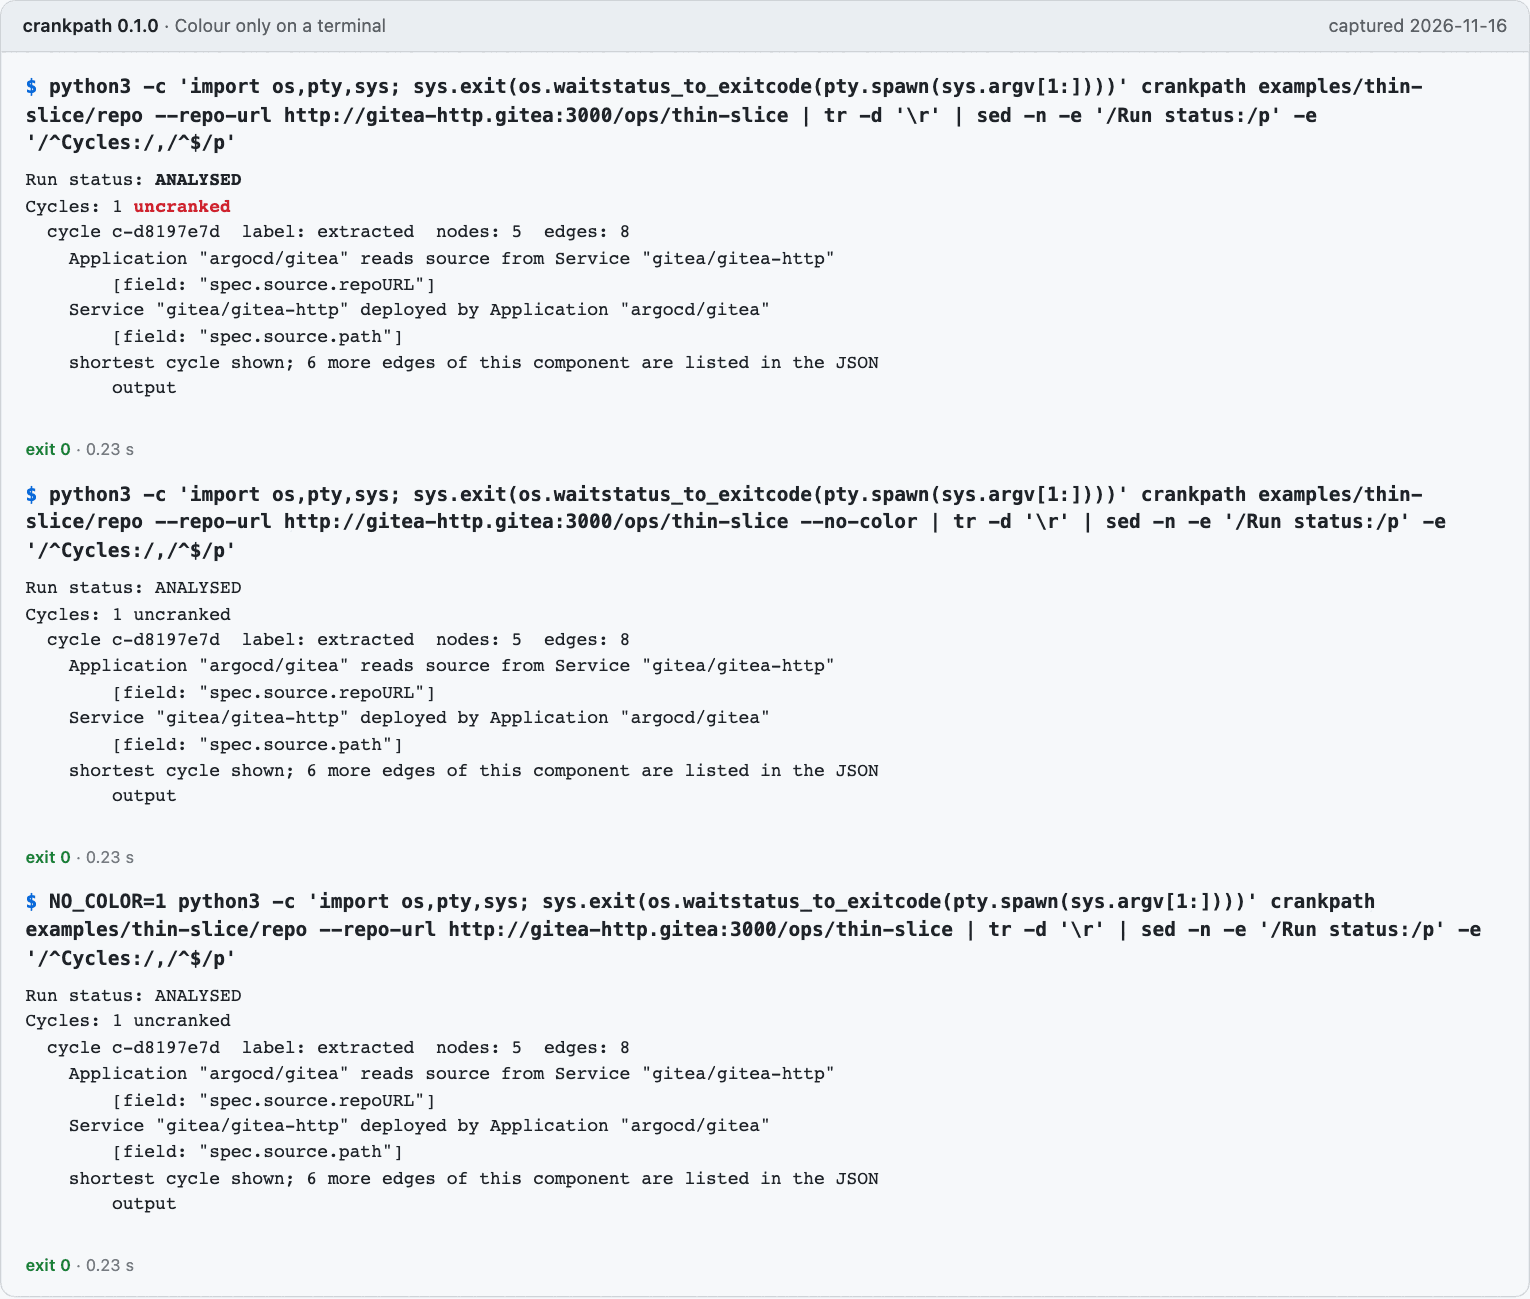 crankpath 0.1.0 · Colour only on a terminal captured 2026-11-16
$ python3 -c 'import os,pty,sys; sys.exit(os.waitstatus_to_exitcode(pty.spawn(sys.argv[1:])))' crankpath examples/thin-
slice/repo --repo-url http://gitea-http.gitea:3000/ops/thin-slice | tr -d '\r' | sed -n -e '/Run status:/p' -e
'/^Cycles:/,/^$/p'
Run status: ANALYSED
Cycles: 1 uncranked
  cycle c-d8197e7d  label: extracted  nodes: 5  edges: 8
    Application "argocd/gitea" reads source from Service "gitea/gitea-http"
        [field: "spec.source.repoURL"]
    Service "gitea/gitea-http" deployed by Application "argocd/gitea"
        [field: "spec.source.path"]
    shortest cycle shown; 6 more edges of this component are listed in the JSON
        output
exit 0 · 0.23 s
$ python3 -c 'import os,pty,sys; sys.exit(os.waitstatus_to_exitcode(pty.spawn(sys.argv[1:])))' crankpath examples/thin-
slice/repo --repo-url http://gitea-http.gitea:3000/ops/thin-slice --no-color | tr -d '\r' | sed -n -e '/Run status:/p' -e
'/^Cycles:/,/^$/p'
Run status: ANALYSED
Cycles: 1 uncranked
  cycle c-d8197e7d  label: extracted  nodes: 5  edges: 8
    Application "argocd/gitea" reads source from Service "gitea/gitea-http"
        [field: "spec.source.repoURL"]
    Service "gitea/gitea-http" deployed by Application "argocd/gitea"
        [field: "spec.source.path"]
    shortest cycle shown; 6 more edges of this component are listed in the JSON
        output
exit 0 · 0.23 s
$ NO_COLOR=1 python3 -c 'import os,pty,sys; sys.exit(os.waitstatus_to_exitcode(pty.spawn(sys.argv[1:])))' crankpath
examples/thin-slice/repo --repo-url http://gitea-http.gitea:3000/ops/thin-slice | tr -d '\r' | sed -n -e '/Run status:/p' -e
'/^Cycles:/,/^$/p'
Run status: ANALYSED
Cycles: 1 uncranked
  cycle c-d8197e7d  label: extracted  nodes: 5  edges: 8
    Application "argocd/gitea" reads source from Service "gitea/gitea-http"
        [field: "spec.source.repoURL"]
    Service "gitea/gitea-http" deployed by Application "argocd/gitea"
        [field: "spec.source.path"]
    shortest cycle shown; 6 more edges of this component are listed in the JSON
        output
exit 0 · 0.23 s